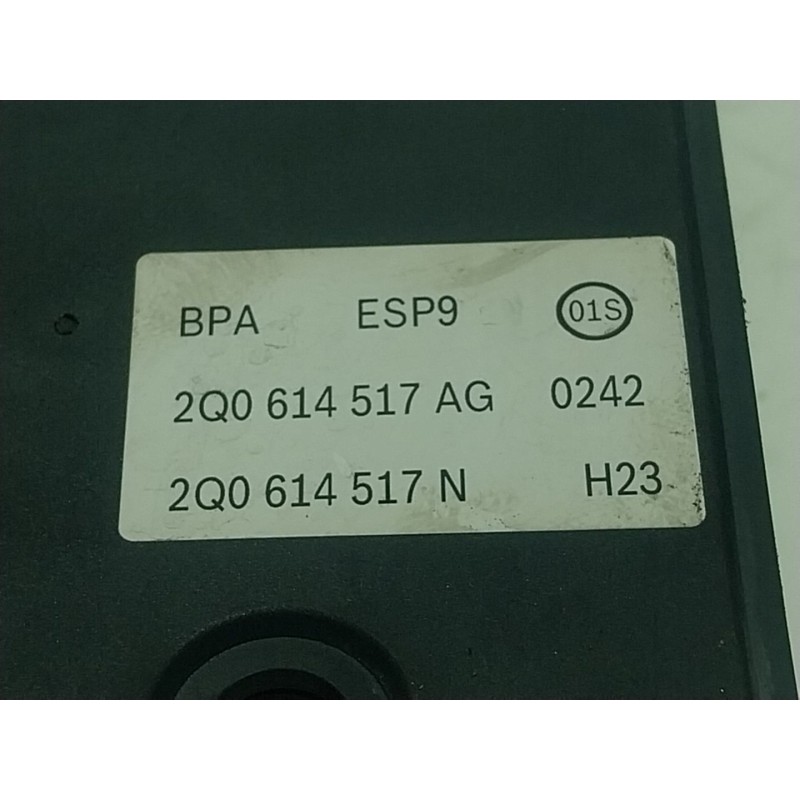 BPA ESP9 01S
2Q0 614 517 AG 0242
2Q0 614 517 N H23